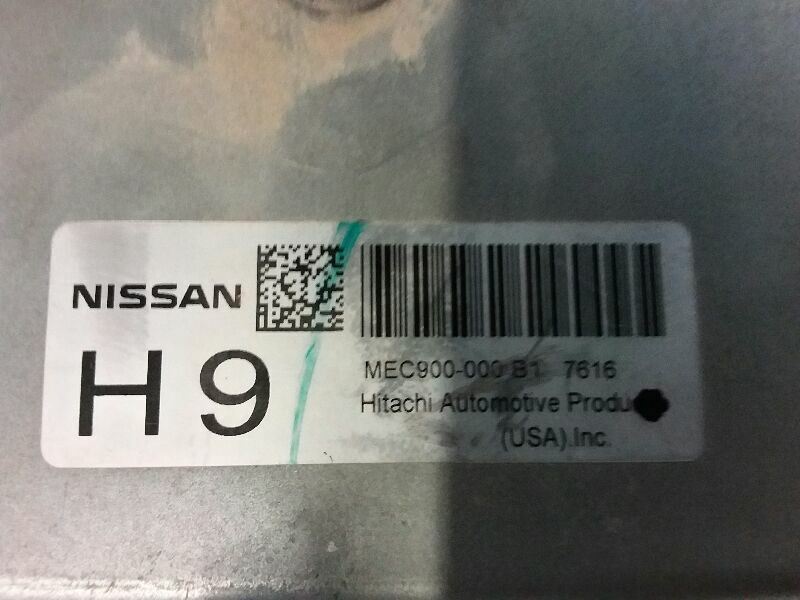 NISSAN
H9
MEC900-000 B1 7616
Hitachi Automotive Produ
(USA).Inc.